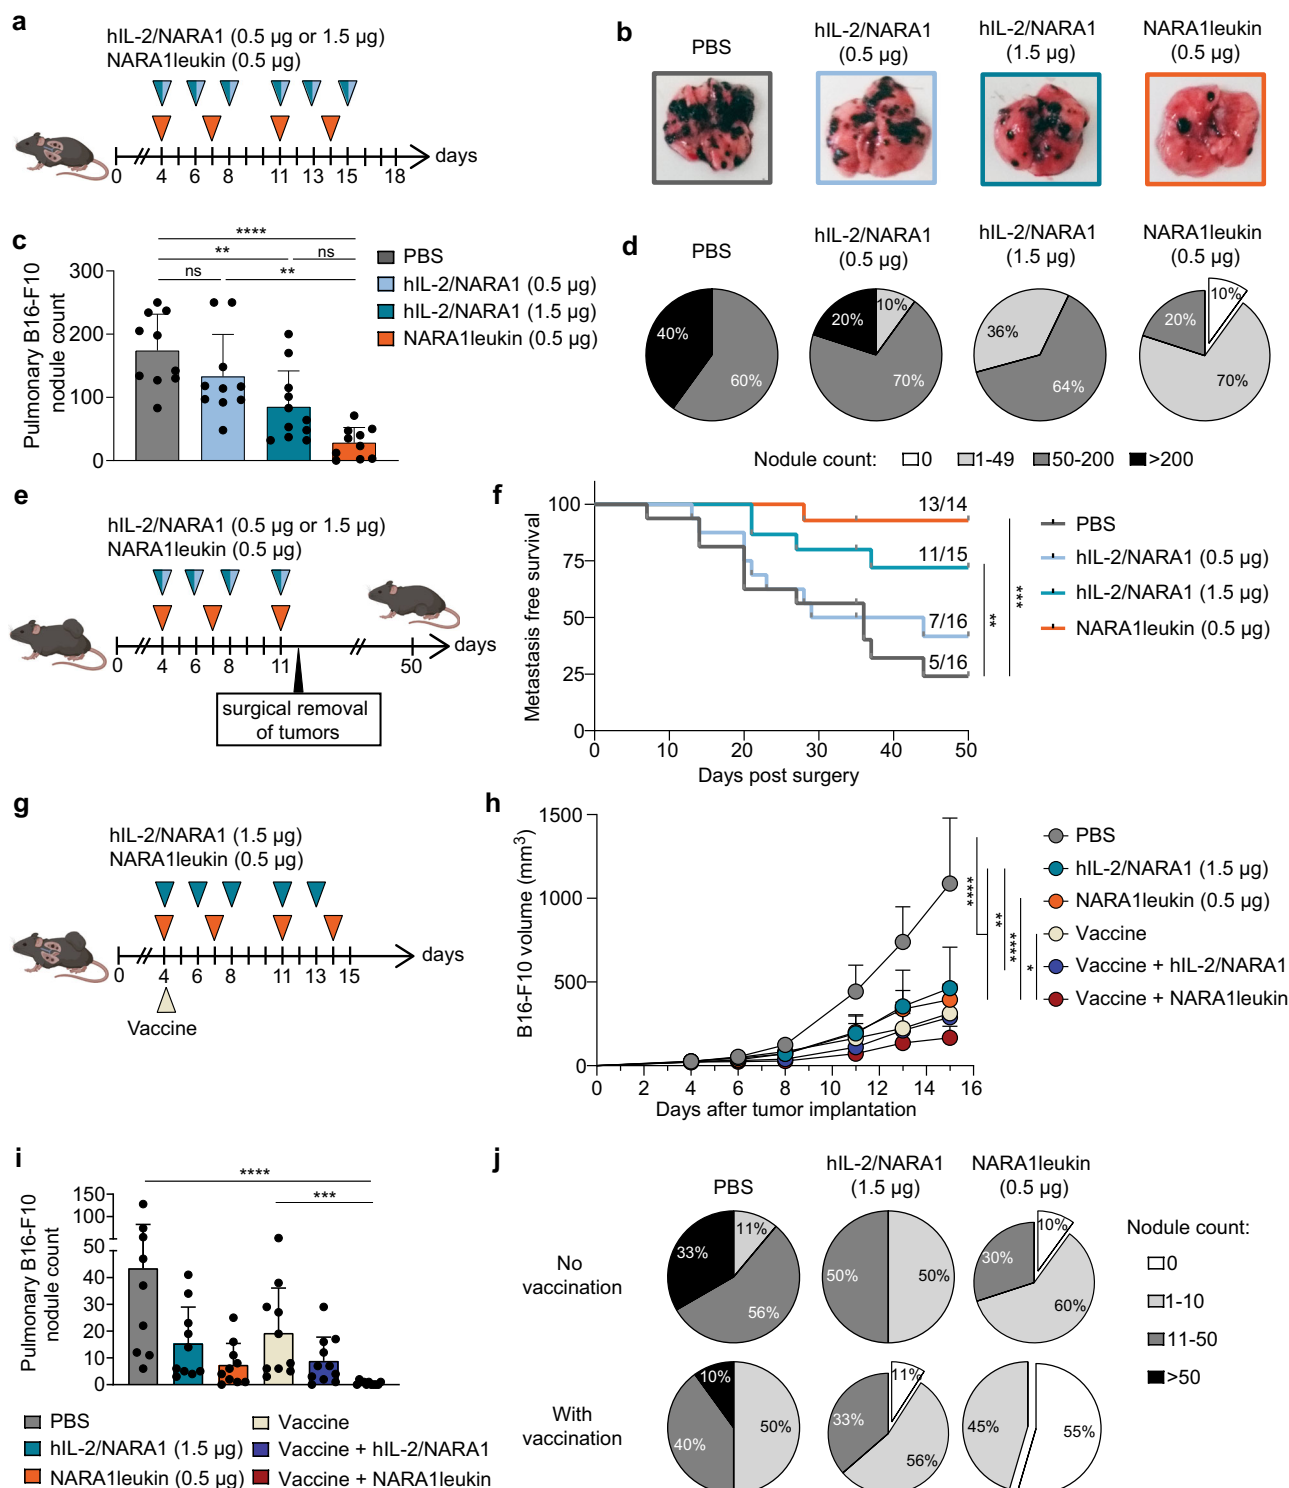 a
hIL-2/NARA1 (0.5 µg or 1.5 µg)
NARA1leukin (0.5 µg)
0 4 6 8 11 13 15 18 days
b
PBS
hIL-2/NARA1
(0.5 µg)
hIL-2/NARA1
(1.5 µg)
NARA1leukin
(0.5 µg)
c
Pulmonary B16-F10
nodule count
300
200
100
0
****
** ns
ns **
PBS
hIL-2/NARA1 (0.5 µg)
hIL-2/NARA1 (1.5 µg)
NARA1leukin (0.5 µg)
d
PBS
hIL-2/NARA1
(0.5 µg)
hIL-2/NARA1
(1.5 µg)
NARA1leukin
(0.5 µg)
40% 60%
20% 10% 70%
36% 64%
20% 10% 70%
Nodule count: 0 1-49 50-200 >200
e
hIL-2/NARA1 (0.5 µg or 1.5 µg)
NARA1leukin (0.5 µg)
0 4 6 8 11 50 days
surgical removal
of tumors
f
Metastasis free survival
100
75
50
25
0
0 10 20 30 40 50
Days post surgery
13/14
11/15
7/16
5/16
**
***
PBS
hIL-2/NARA1 (0.5 µg)
hIL-2/NARA1 (1.5 µg)
NARA1leukin (0.5 µg)
g
hIL-2/NARA1 (1.5 µg)
NARA1leukin (0.5 µg)
0 4 6 8 11 13 15 days
Vaccine
h
B16-F10 volume (mm³)
1500
1000
500
0
0 2 4 6 8 10 12 14 16
Days after tumor implantation
****
**
****
*
PBS
hIL-2/NARA1 (1.5 µg)
NARA1leukin (0.5 µg)
Vaccine
Vaccine + hIL-2/NARA1
Vaccine + NARA1leukin
i
Pulmonary B16-F10
nodule count
150
100
50
40
30
20
10
0
****
***
PBS
hIL-2/NARA1 (1.5 µg)
NARA1leukin (0.5 µg)
Vaccine
Vaccine + hIL-2/NARA1
Vaccine + NARA1leukin
j
PBS
hIL-2/NARA1
(1.5 µg)
NARA1leukin
(0.5 µg)
No
vaccination
33% 11% 56%
50% 50%
30% 10% 60%
With
vaccination
10% 50% 40%
33% 11% 56%
45% 55%
Nodule count:
0
1-10
11-50
>50